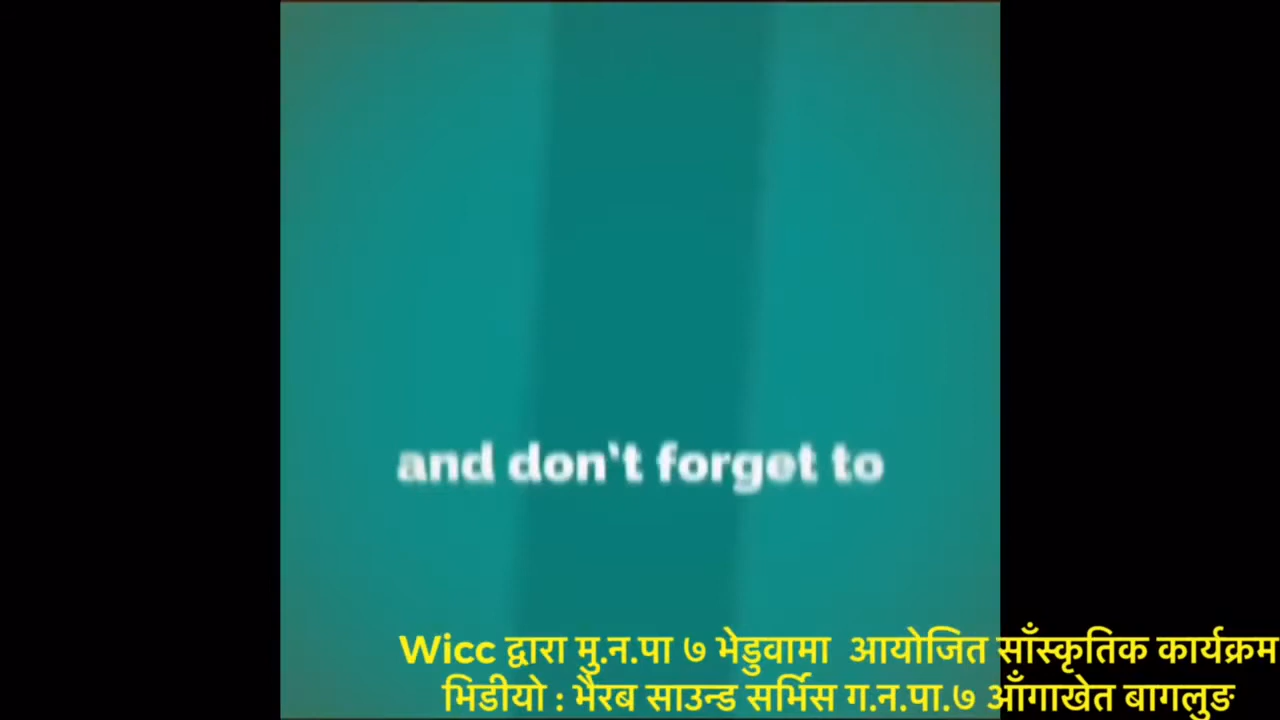 and don't forget to
Wicc द्वारा मु.न.पा ७ भेडुवामा आयोजित साँस्कृतिक कार्यक्रम
भिडीयो : भैरब साउन्ड सर्भिस ग.न.पा.७ आँगाखेत बागलुङ